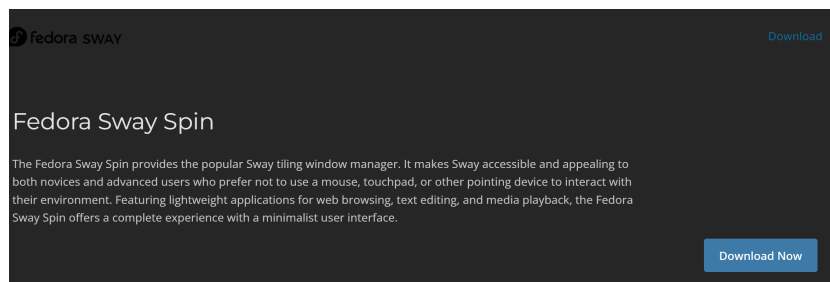 fedora SWAY
Download
Fedora Sway Spin
The Fedora Sway Spin provides the popular Sway tiling window manager. It makes Sway accessible and appealing to
both novices and advanced users who prefer not to use a mouse, touchpad, or other pointing device to interact with
their environment. Featuring lightweight applications for web browsing, text editing, and media playback, the Fedora
Sway Spin offers a complete experience with a minimalist user interface.
Download Now